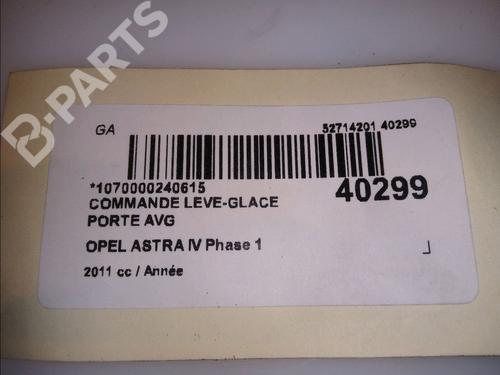 B-PARTS
GA
52714201 40299
*1070000240615
40299
COMMANDE LEVE-GLACE
PORTE AVG
OPEL ASTRA IV Phase 1
2011 cc / Année